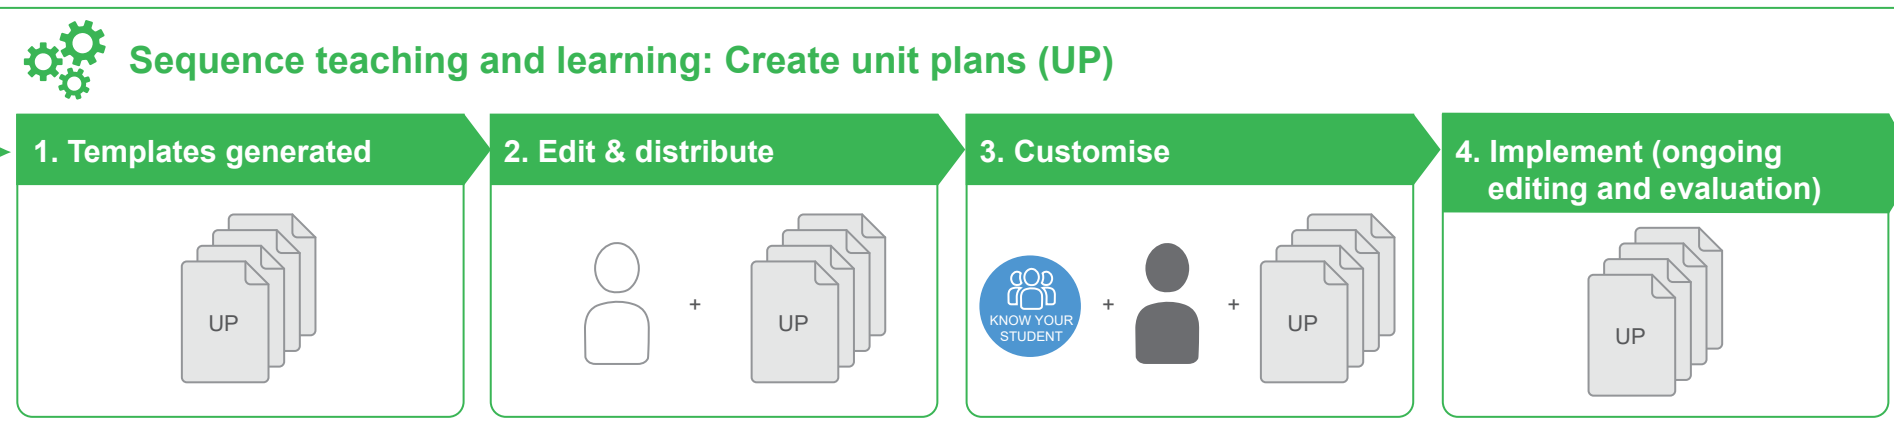 Sequence teaching and learning: Create unit plans (UP)
1. Templates generated
2. Edit & distribute
3. Customise
4. Implement (ongoing
editing and evaluation)
UP
+
UP
KNOW YOUR
STUDENT
+
+
UP
UP